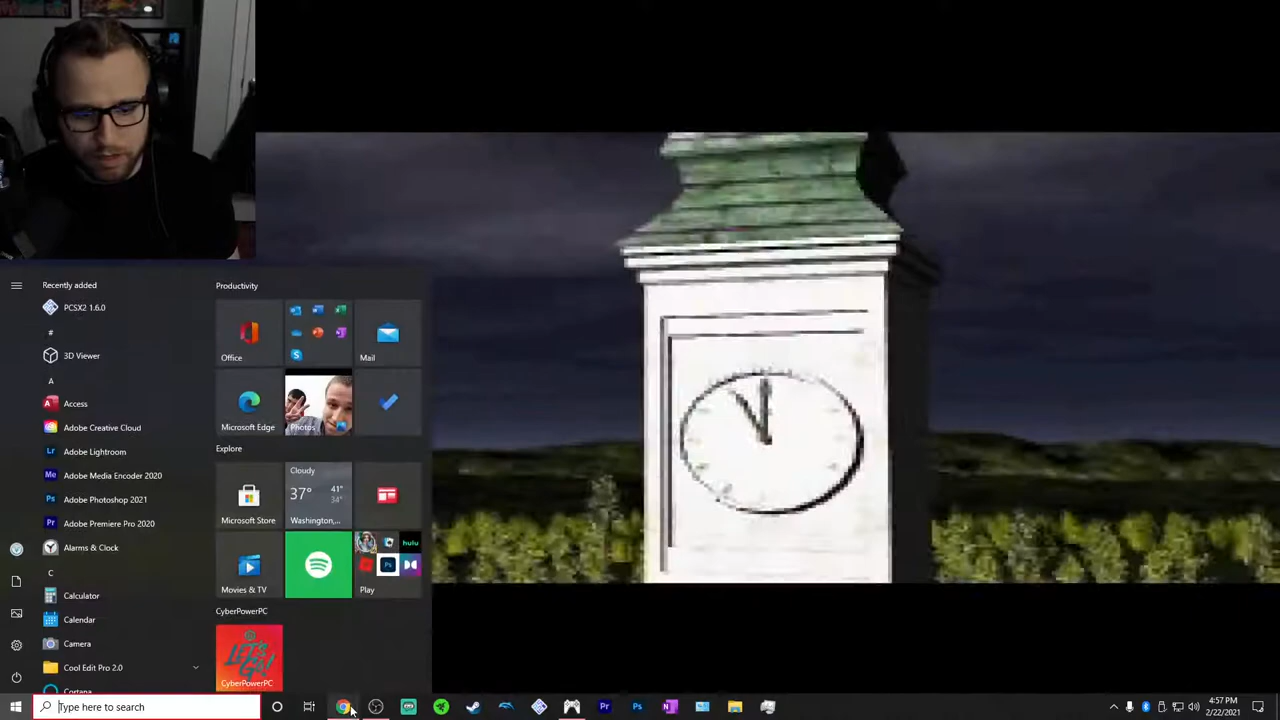 Recently added
PCSX2 1.6.0
#
3D Viewer
A
Access
Adobe Creative Cloud
Adobe Lightroom
Adobe Media Encoder 2020
Adobe Photoshop 2021
Adobe Premiere Pro 2020
Alarms & Clock
C
Calculator
Calendar
Camera
Cool Edit Pro 2.0
Cortana
Productivity
Office
Mail
Microsoft Edge
Photos
Explore
Microsoft Store
Cloudy
37° 41°
34°
Washington,...
Movies & TV
hulu
Play
CyberPowerPC
LET'S GO!
CyberPowerPC
Type here to search
4:57 PM
2/22/2021